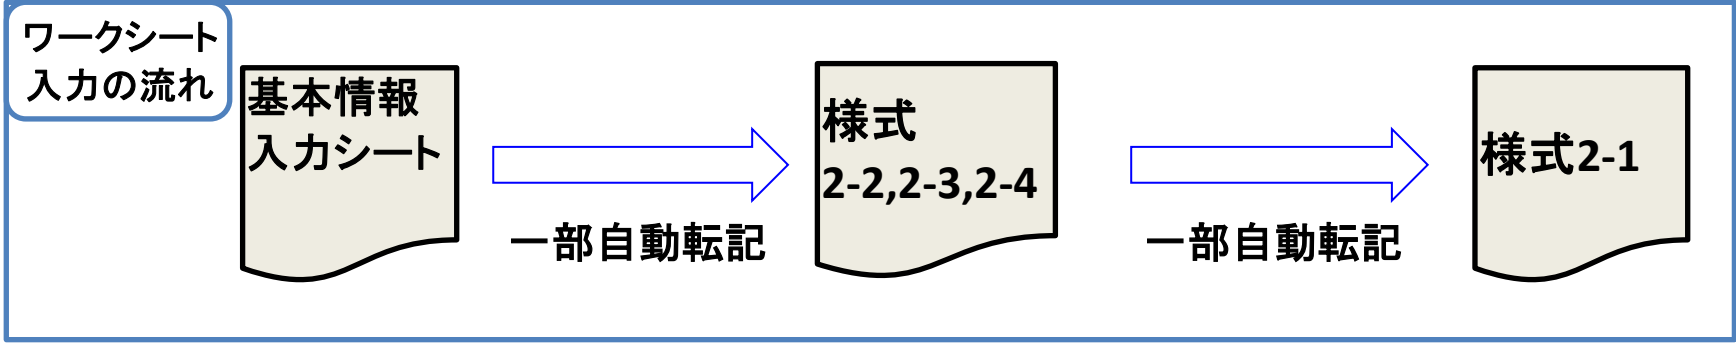 ワークシート
入力の流れ
基本情報
入力シート
一部自動転記
様式
2-2,2-3,2-4
一部自動転記
様式2-1